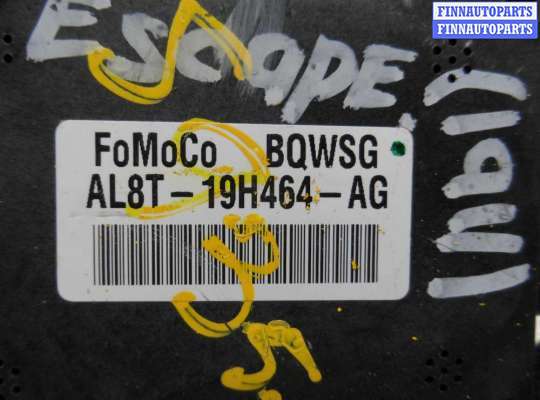 FINNAUTOPARTS
FINNAUTOPARTS
Escape
FoMoCo BQWSG
AL8T-19H464-AG